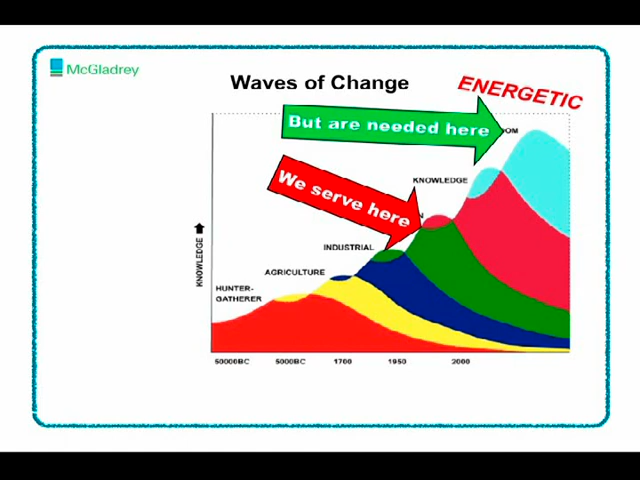 McGladrey
Waves of Change
ENERGETIC
But are needed here
We serve here
KNOWLEDGE
INDUSTRIAL
AGRICULTURE
HUNTER-
GATHERER
KNOWLEDGE
50000BC 5000BC 1700 1950 2000